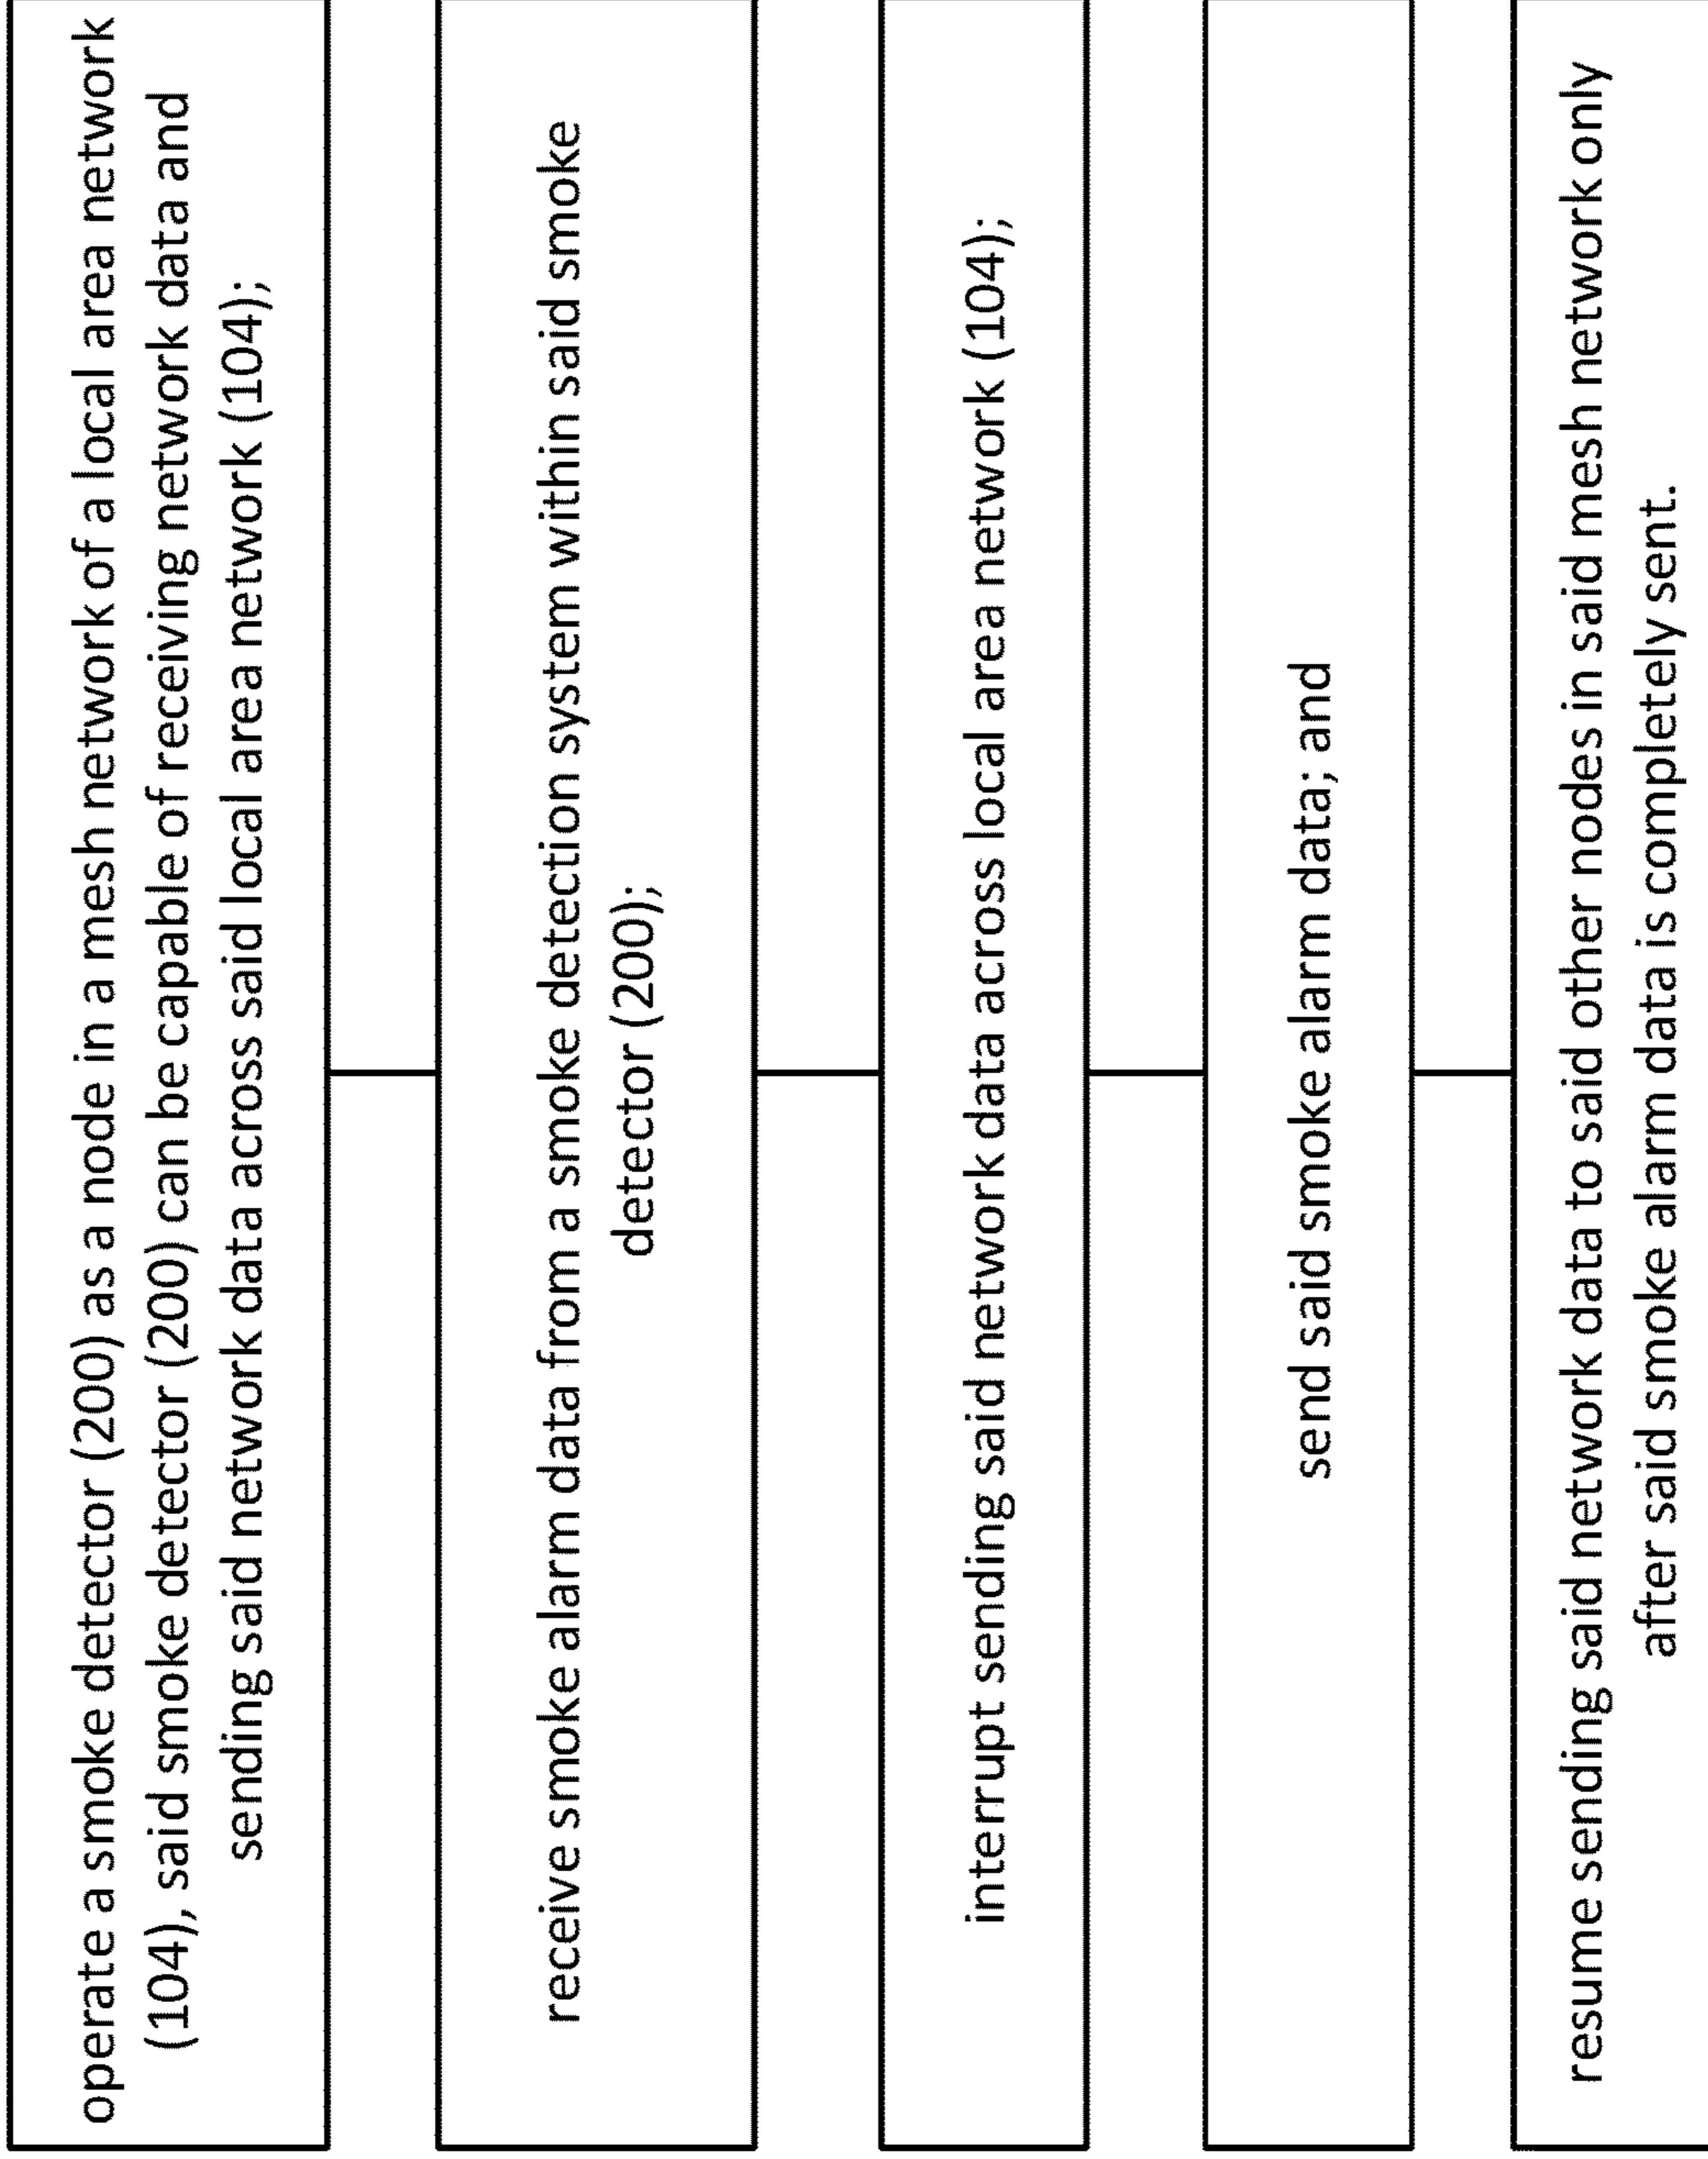 operate a smoke detector (200) as a node in a mesh network of a local area network
(104), said smoke detector (200) can be capable of receiving network data and
sending said network data across said local area network (104);
receive smoke alarm data from a smoke detection system within said smoke
detector (200);
interrupt sending said network data across local area network (104);
send said smoke alarm data; and
resume sending said network data to said other nodes in said mesh network only
after said smoke alarm data is completely sent.